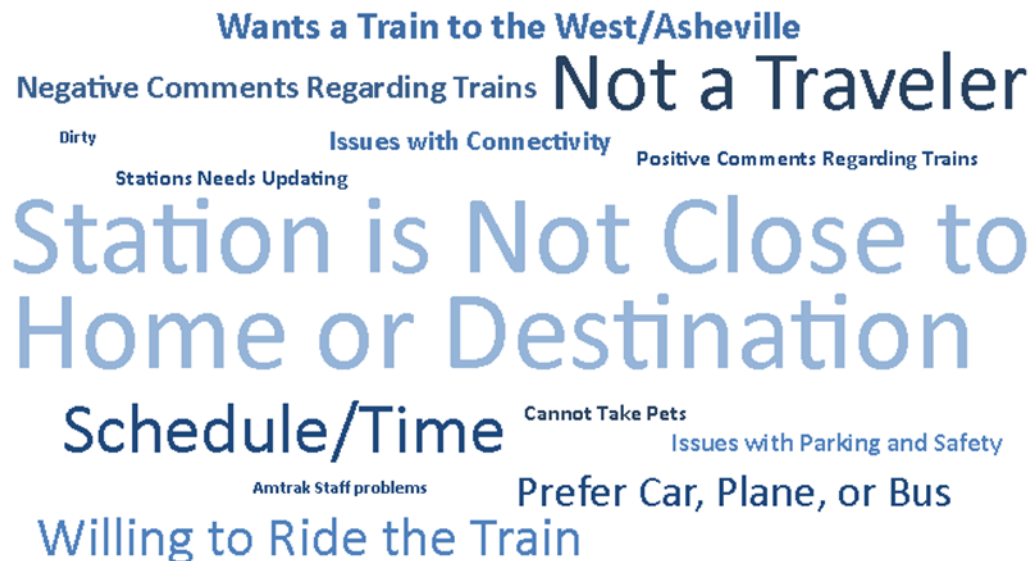 Wants a Train to the West/Asheville
Negative Comments Regarding Trains
Not a Traveler
Dirty
Issues with Connectivity
Positive Comments Regarding Trains
Stations Needs Updating
Station is Not Close to
Home or Destination
Schedule/Time
Cannot Take Pets
Issues with Parking and Safety
Amtrak Staff problems
Prefer Car, Plane, or Bus
Willing to Ride the Train